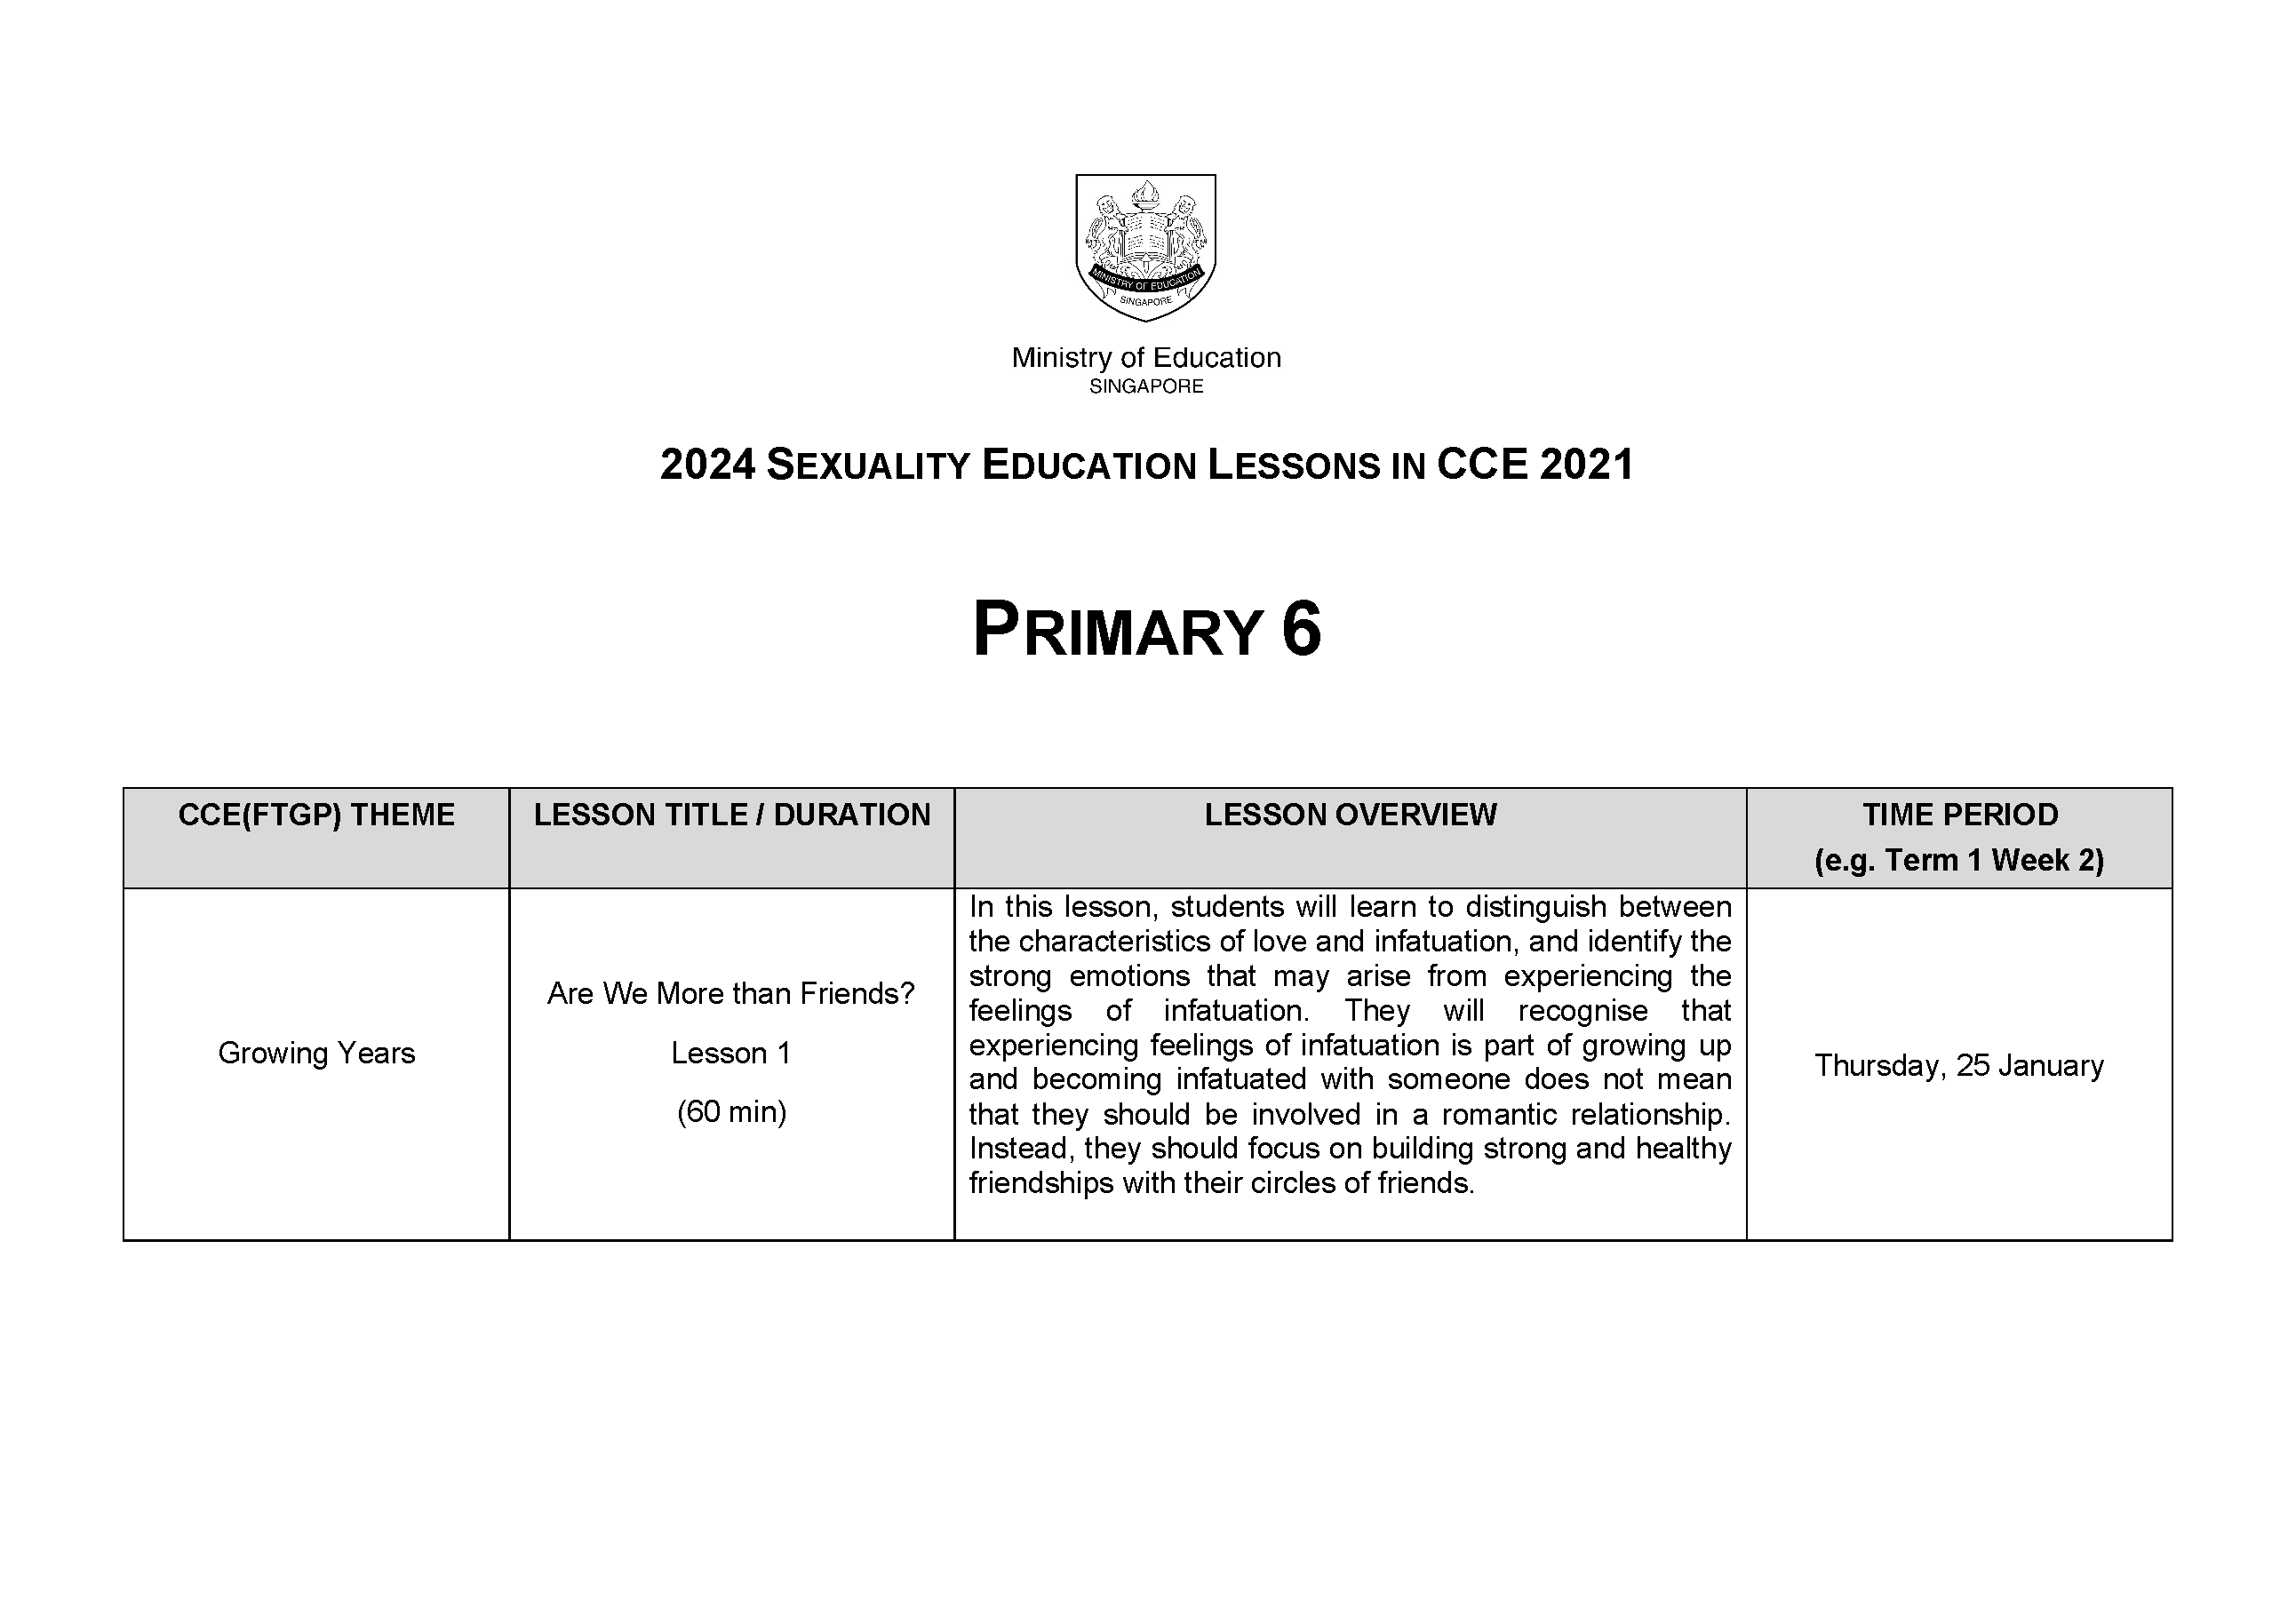 MINISTRY OF EDUCATION
SINGAPORE
Ministry of Education
SINGAPORE
2024 SEXUALITY EDUCATION LESSONS IN CCE 2021
PRIMARY 6
CCE(FTGP) THEME
LESSON TITLE / DURATION
LESSON OVERVIEW
TIME PERIOD
(e.g. Term 1 Week 2)
Growing Years
Are We More than Friends?
Lesson 1
(60 min)
In this lesson, students will learn to distinguish between
the characteristics of love and infatuation, and identify the
strong emotions that may arise from experiencing the
feelings of infatuation. They will recognise that
experiencing feelings of infatuation is part of growing up
and becoming infatuated with someone does not mean
that they should be involved in a romantic relationship.
Instead, they should focus on building strong and healthy
friendships with their circles of friends.
Thursday, 25 January